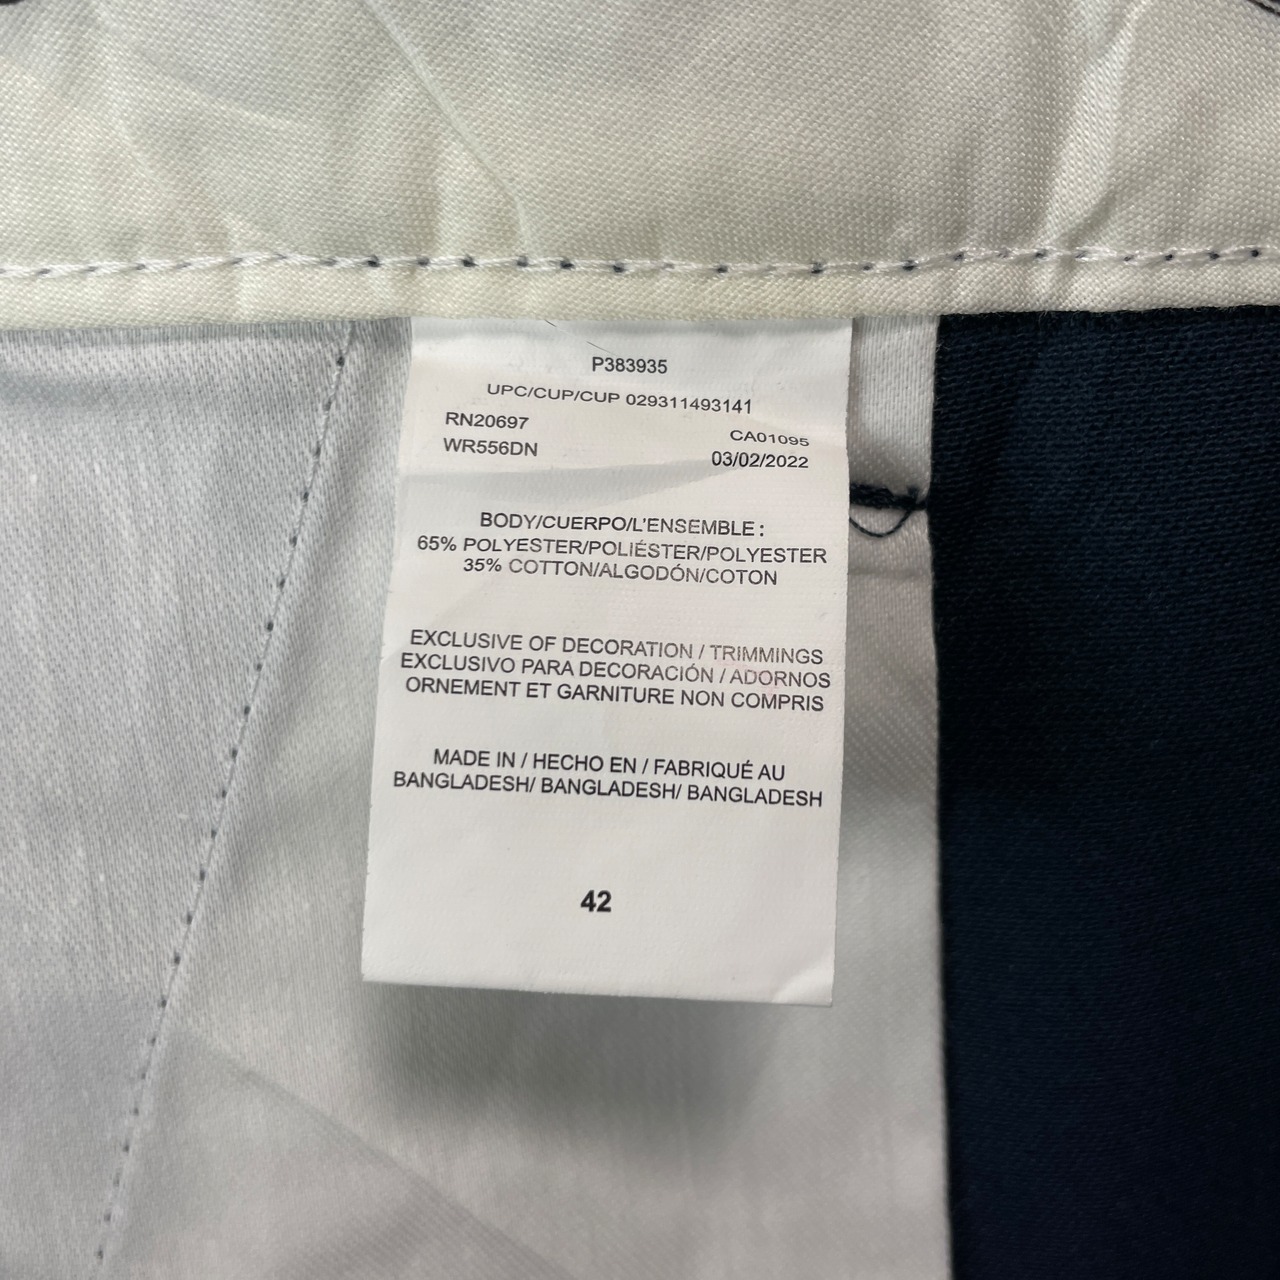 P383935
UPC/CUP/CUP 029311493141
RN20697
CA01095
WR556DN
03/02/2022
BODY/CUERPO/L'ENSEMBLE :
65% POLYESTER/POLIÉSTER/POLYESTER
35% COTTON/ALGODÓN/COTON
EXCLUSIVE OF DECORATION / TRIMMINGS
EXCLUSIVO PARA DECORACIÓN / ADORNOS
ORNEMENT ET GARNITURE NON COMPRIS
MADE IN / HECHO EN / FABRIQUÉ AU
BANGLADESH/ BANGLADESH/ BANGLADESH
42